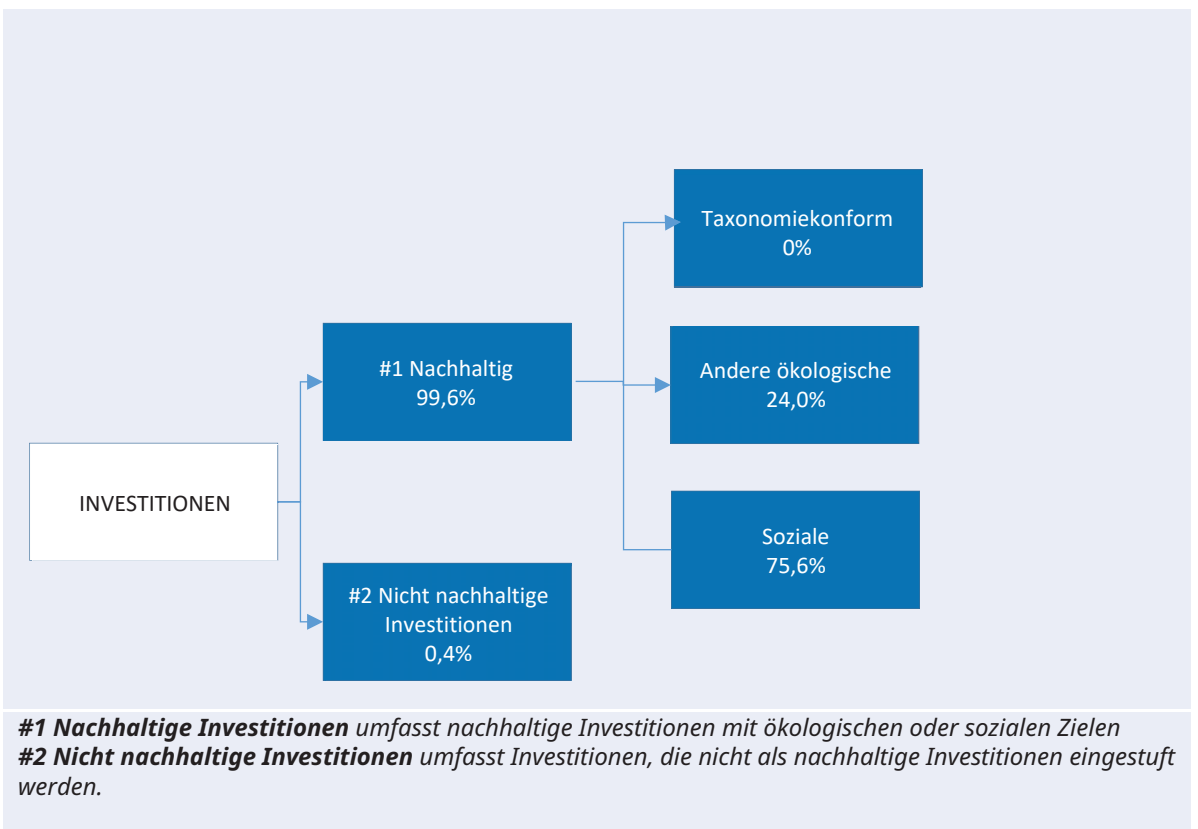 Taxonomiekonform
0%
#1 Nachhaltig
99,6%
Andere ökologische
24,0%
INVESTITIONEN
Soziale
75,6%
#2 Nicht nachhaltige
Investitionen
0,4%
#1 Nachhaltige Investitionen umfasst nachhaltige Investitionen mit ökologischen oder sozialen Zielen
#2 Nicht nachhaltige Investitionen umfasst Investitionen, die nicht als nachhaltige Investitionen eingestuft
werden.